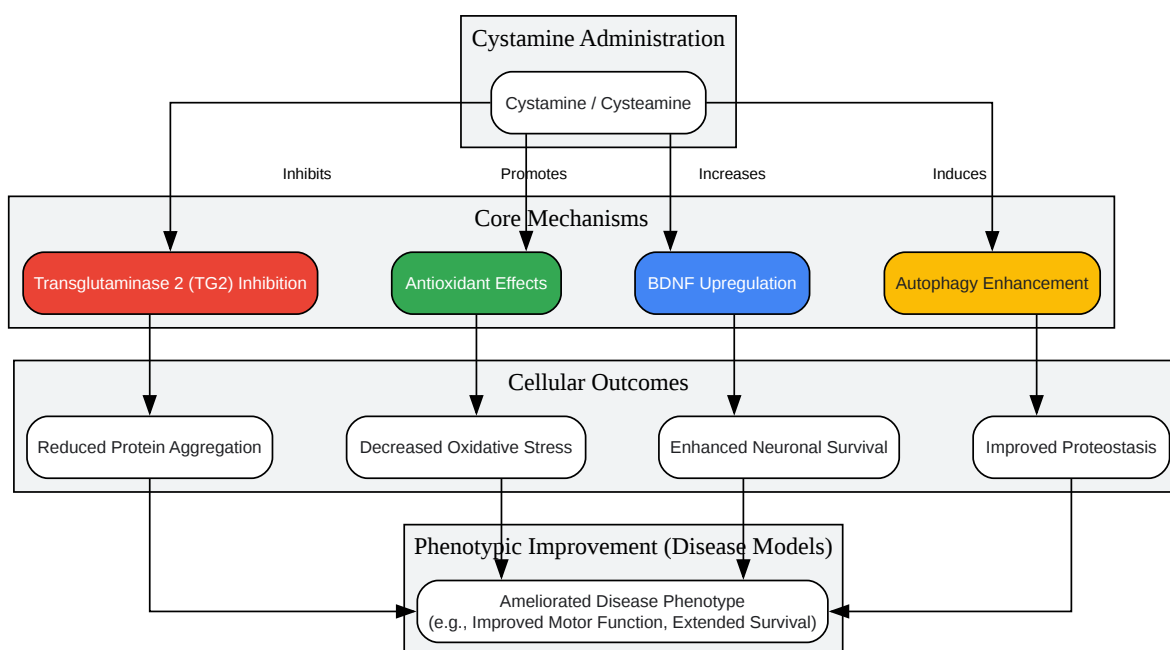 Cystamine Administration
Cystamine / Cysteamine
Inhibits
Promotes
Increases
Induces
Core Mechanisms
Transglutaminase 2 (TG2) Inhibition
Antioxidant Effects
BDNF Upregulation
Autophagy Enhancement
Cellular Outcomes
Reduced Protein Aggregation
Decreased Oxidative Stress
Enhanced Neuronal Survival
Improved Proteostasis
Phenotypic Improvement (Disease Models)
Ameliorated Disease Phenotype
(e.g., Improved Motor Function, Extended Survival)